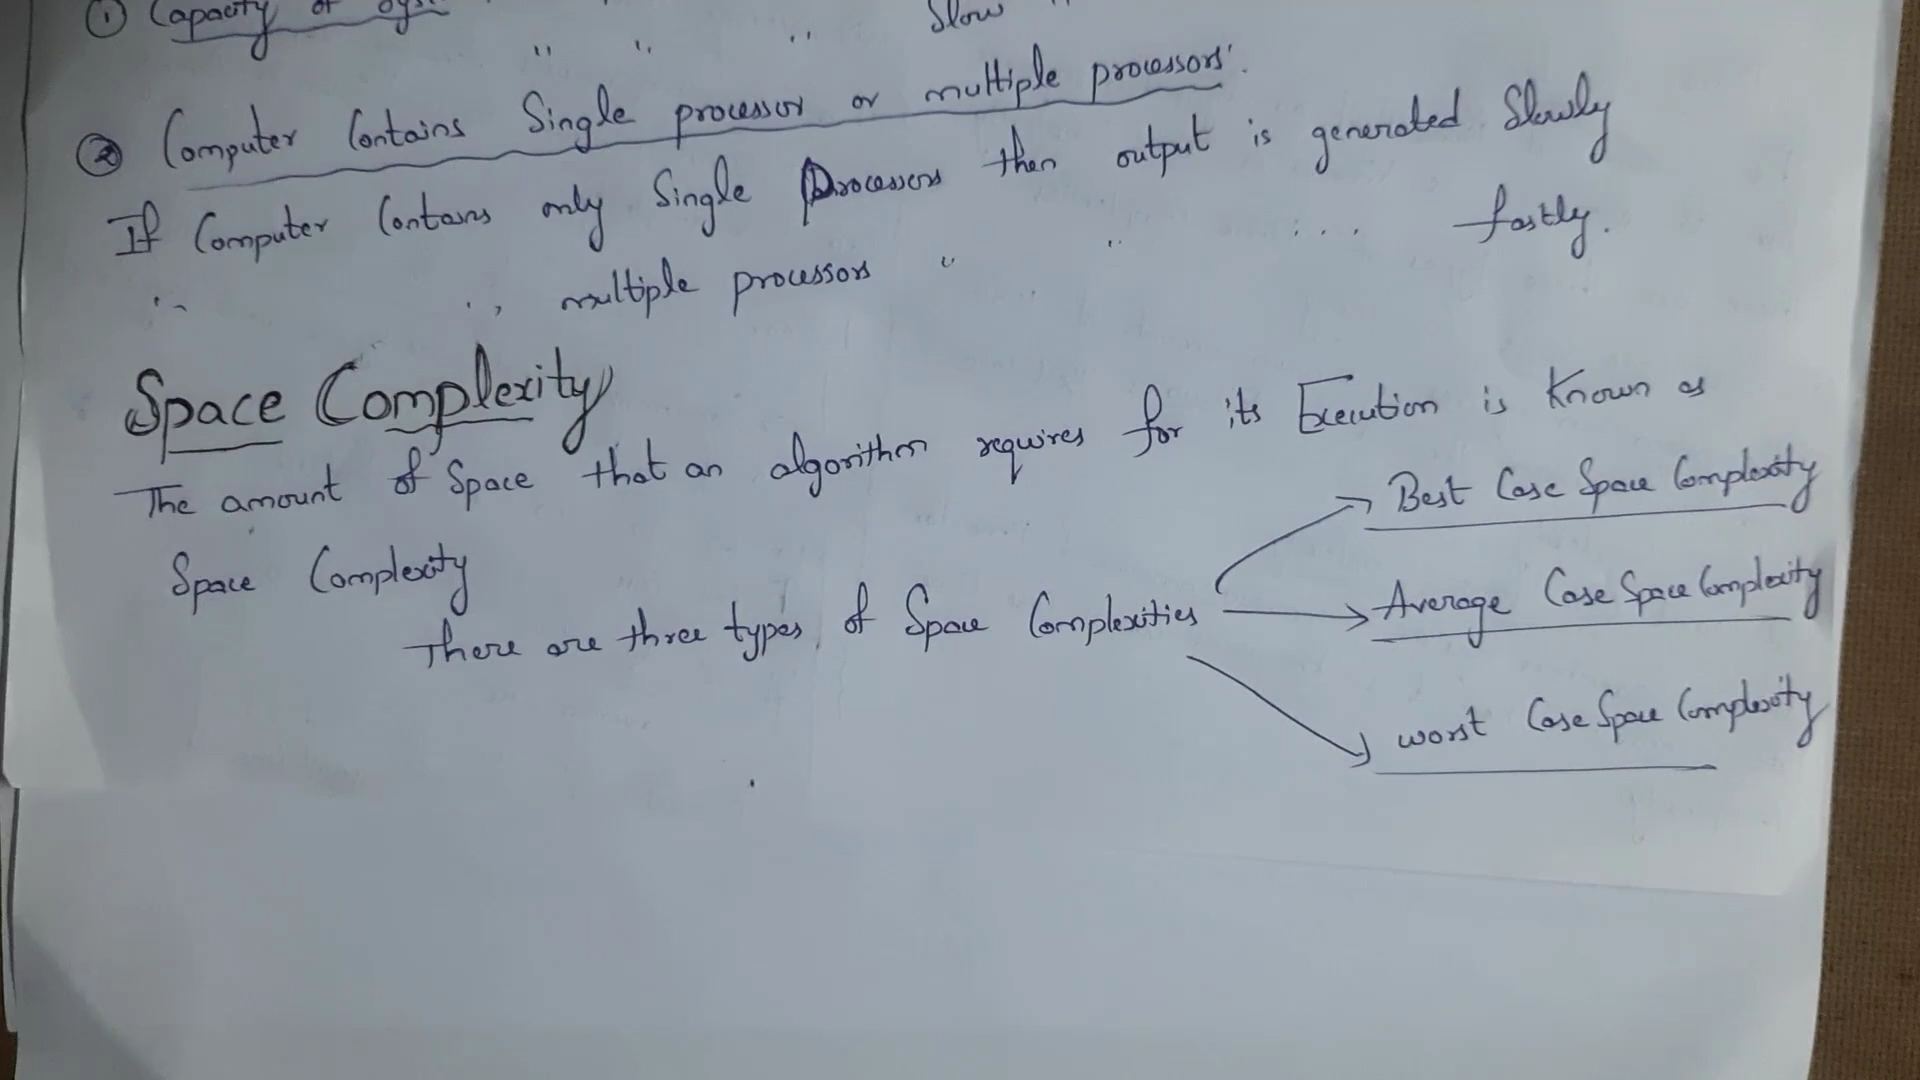 ① Capacity of Sys
" " " slow "
② Computer Contains Single processor or multiple processors.
If Computer Contains only Single Processors then output is generated Slowly
" " multiple processors " " ... fastly.
Space Complexity
The amount of Space that an algorithm requires for its Execution is Known as
Space Complexity
There are three types of Space Complexities
→ Best Case Space Complexity
→ Average Case Space Complexity
→ worst Case Space Complexity